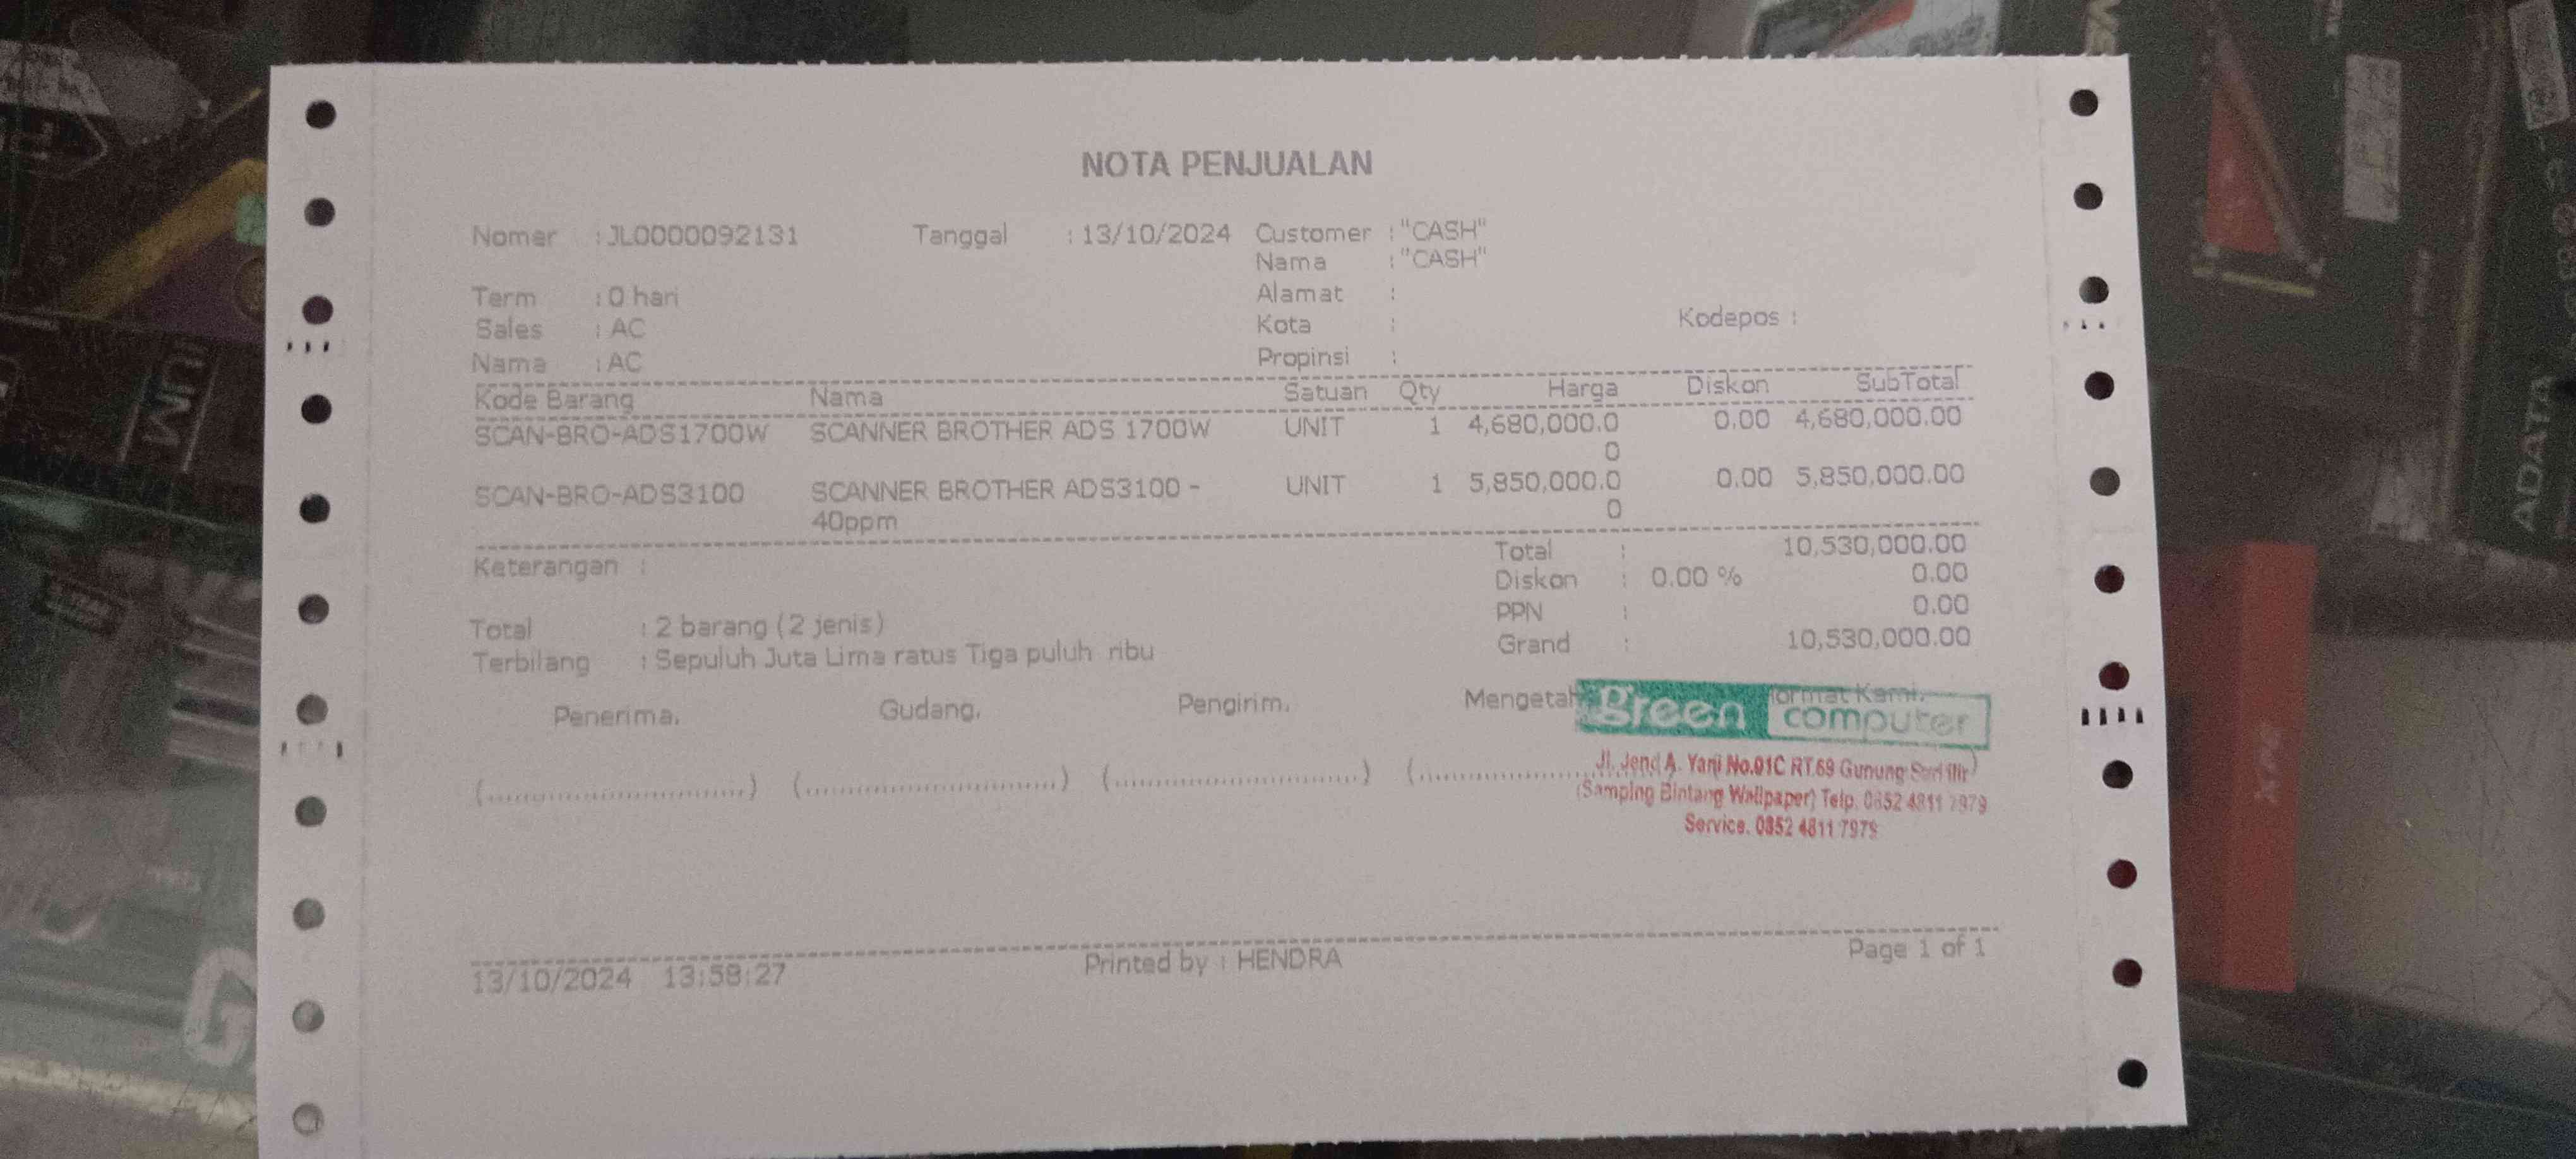 NOTA PENJUALAN
Nomer : JL0000092131 Tanggal : 13/10/2024 Customer : "CASH"
Nama : "CASH"
Term : 0 hari Alamat :
Sales : AC Kota : Kodepos :
Nama : AC Propinsi :
Kode Barang Nama Satuan Qty Harga Diskon SubTotal
SCAN-BRO-ADS1700W SCANNER BROTHER ADS 1700W UNIT 1 4,680,000.0 0.00 4,680,000.00
0
SCAN-BRO-ADS3100 SCANNER BROTHER ADS3100 - UNIT 1 5,850,000.0 0.00 5,850,000.00
40ppm 0
Total : 10,530,000.00
Keterangan :
Diskon : 0.00 % 0.00
PPN : 0.00
Total : 2 barang (2 jenis)
Grand : 10,530,000.00
Terbilang : Sepuluh Juta Lima ratus Tiga puluh ribu
Penerima, Gudang, Pengirim, Kami,
green computer
Jl. Jend A. Yani No.01C RT.69 Gunung Sari Ilir
(Samping Bintang Wallpaper) Telp. 0852 4811 7979
Service. 0852 4811 7979
13/10/2024 13:58:27 Printed by : HENDRA Page 1 of 1
ADATA
XPG